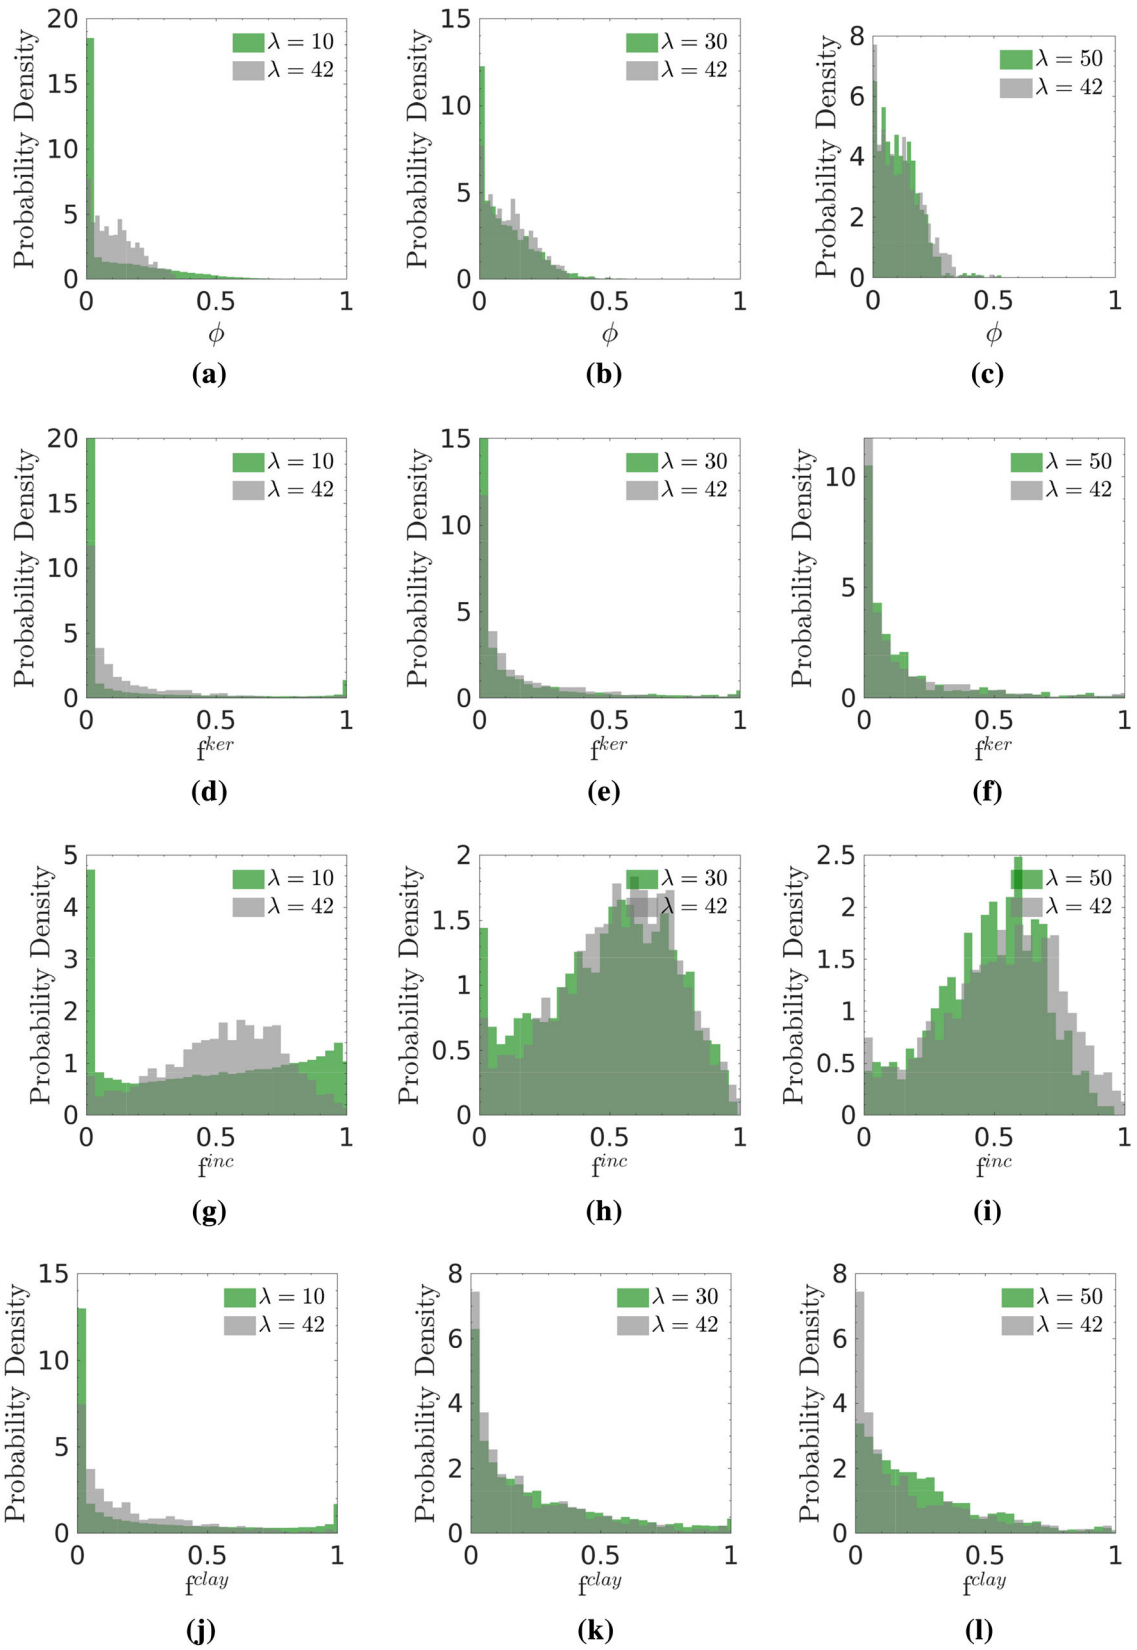 20
15
10
5
0
Probability Density
λ = 10
λ = 42
0 0.5 1
ϕ
(a)
15
10
5
0
Probability Density
λ = 30
λ = 42
0 0.5 1
ϕ
(b)
8
6
4
2
0
Probability Density
λ = 50
λ = 42
0 0.5 1
ϕ
(c)
20
15
10
5
0
Probability Density
λ = 10
λ = 42
0 0.5 1
f^ker
(d)
15
10
5
0
Probability Density
λ = 30
λ = 42
0 0.5 1
f^ker
(e)
10
5
0
Probability Density
λ = 50
λ = 42
0 0.5 1
f^ker
(f)
5
4
3
2
1
0
Probability Density
λ = 10
λ = 42
0 0.5 1
f^inc
(g)
2
1.5
1
0.5
0
Probability Density
λ = 30
λ = 42
0 0.5 1
f^inc
(h)
2.5
2
1.5
1
0.5
0
Probability Density
λ = 50
λ = 42
0 0.5 1
f^inc
(i)
15
10
5
0
Probability Density
λ = 10
λ = 42
0 0.5 1
f^clay
(j)
8
6
4
2
0
Probability Density
λ = 30
λ = 42
0 0.5 1
f^clay
(k)
8
6
4
2
0
Probability Density
λ = 50
λ = 42
0 0.5 1
f^clay
(l)